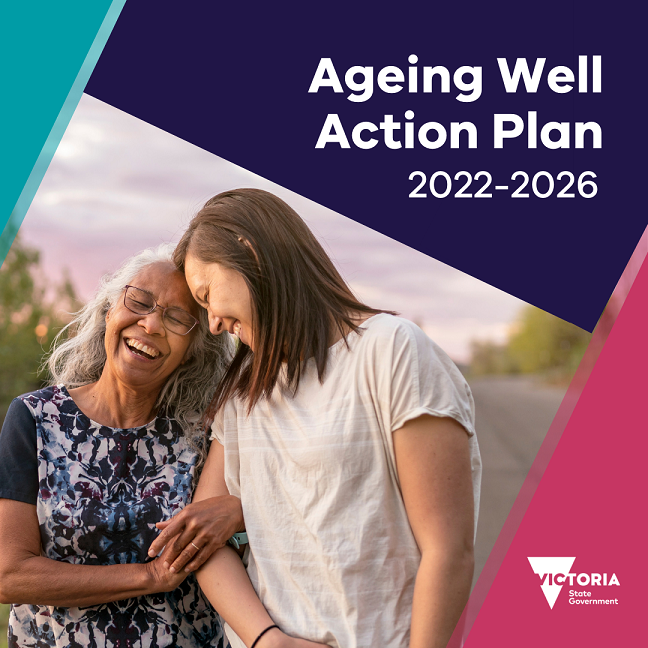 Ageing Well
Action Plan
2022-2026
VICTORIA
State
Government